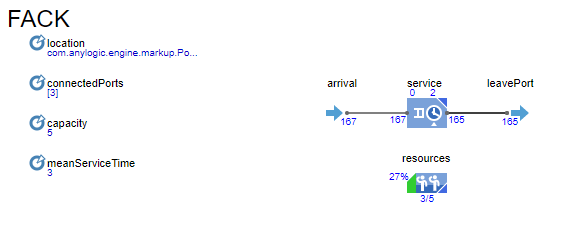 FACK
location
com.anylogic.engine.markup.Po...
connectedPorts
[3]
capacity
5
meanServiceTime
3
arrival
service
leavePort
0 2
167
167
165
165
resources
27%
3/5